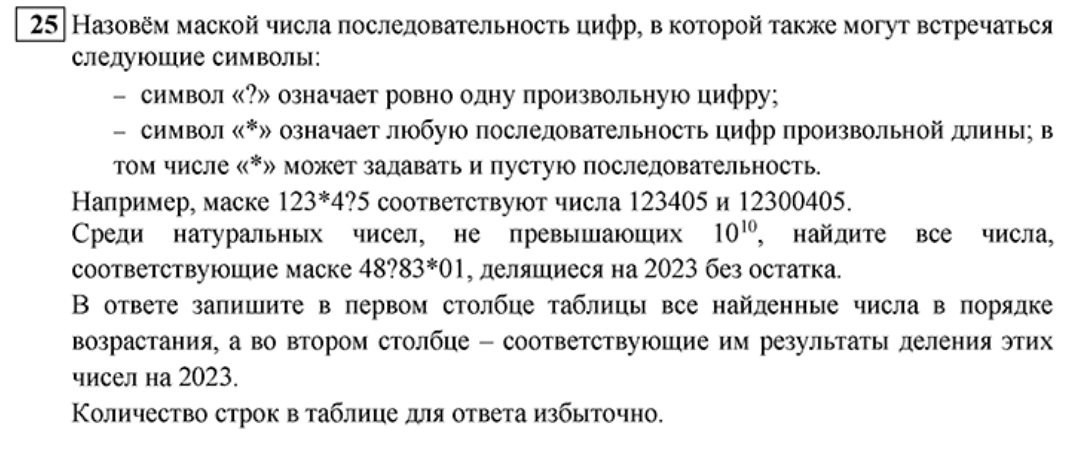 25 Назовём маской числа последовательность цифр, в которой также могут встречаться
следующие символы:
– символ «?» означает ровно одну произвольную цифру;
– символ «*» означает любую последовательность цифр произвольной длины; в
том числе «*» может задавать и пустую последовательность.
Например, маске 123*4?5 соответствуют числа 123405 и 12300405.
Среди натуральных чисел, не превышающих 10¹⁰, найдите все числа,
соответствующие маске 48?83*01, делящиеся на 2023 без остатка.
В ответе запишите в первом столбце таблицы все найденные числа в порядке
возрастания, а во втором столбце – соответствующие им результаты деления этих
чисел на 2023.
Количество строк в таблице для ответа избыточно.